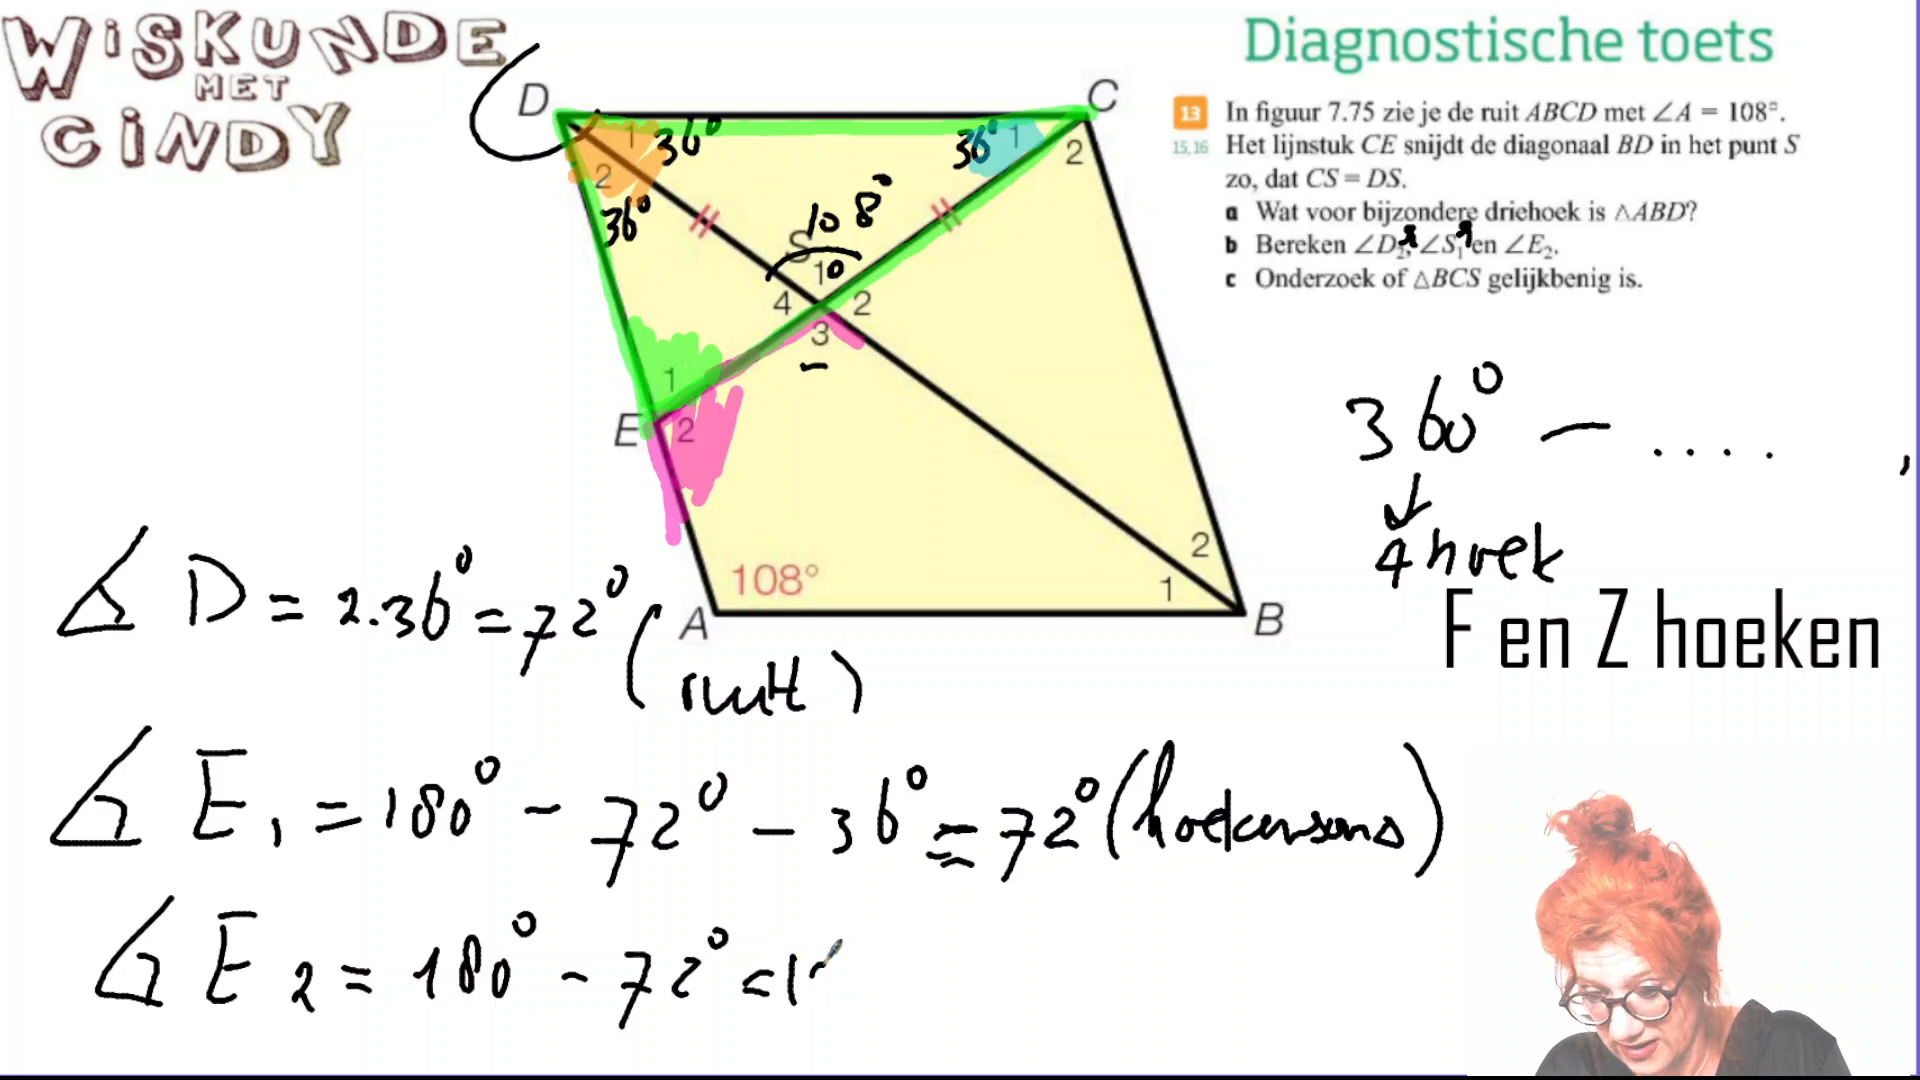 WiSKUNDE
MET
CiNDY
Diagnostische toets
13 In figuur 7.75 zie je de ruit ABCD met ∠A = 108°.
15, 16 Het lijnstuk CE snijdt de diagonaal BD in het punt S
zo, dat CS = DS.
a Wat voor bijzondere driehoek is △ABD?
b Bereken ∠D₂, ∠S₁ en ∠E₂.
c Onderzoek of △BCS gelijkbenig is.
D
C
1 36°
36° 1
2
2
36°
108°
S
1
4
2
3
1
E
2
108°
2
1
A
B
360° – ....
4hoek
F en Z hoeken
∠ D = 2.36° = 72° (ruit)
∠ E₁ = 180° - 72° - 36° = 72° (hoekensom)
∠ E₂ = 180° - 72° = 1